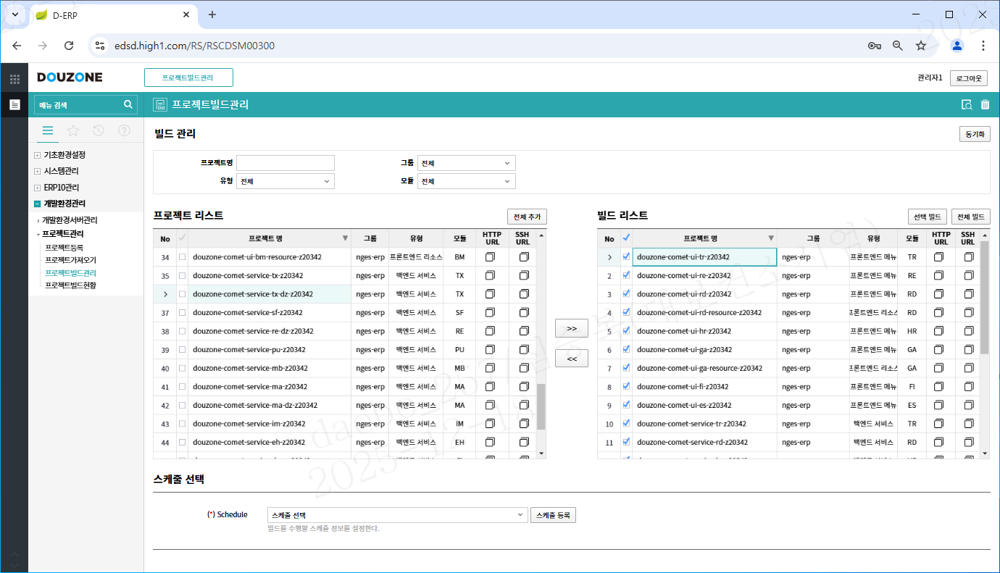 D-ERP
edsd.high1.com/RS/RSCDSM00300
DOUZONE
프로젝트빌드관리
관리자1
로그아웃
메뉴 검색
프로젝트빌드관리
빌드 관리
동기화
기초환경설정
시스템관리
ERP10관리
개발환경관리
개발환경서버관리
프로젝트관리
프로젝트등록
프로젝트가져오기
프로젝트빌드관리
프로젝트빌드현황
프로젝트명
그룹 전체
유형 전체
모듈 전체
프로젝트 리스트
전체 추가
No 프로젝트 명 그룹 유형 모듈 HTTP URL SSH URL
34 douzone-comet-ui-bm-resource-z20342 nges-erp 프론트엔드 리소스 BM
35 douzone-comet-service-tx-z20342 nges-erp 백엔드 서비스 TX
> douzone-comet-service-tx-dz-z20342 nges-erp 백엔드 서비스 TX
37 douzone-comet-service-sf-z20342 nges-erp 백엔드 서비스 SF
38 douzone-comet-service-re-dz-z20342 nges-erp 백엔드 서비스 RE
39 douzone-comet-service-pu-z20342 nges-erp 백엔드 서비스 PU
40 douzone-comet-service-mb-z20342 nges-erp 백엔드 서비스 MB
41 douzone-comet-service-ma-z20342 nges-erp 백엔드 서비스 MA
42 douzone-comet-service-ma-dz-z20342 nges-erp 백엔드 서비스 MA
43 douzone-comet-service-im-z20342 nges-erp 백엔드 서비스 IM
44 douzone-comet-service-eh-z20342 nges-erp 백엔드 서비스 EH
>>
<<
빌드 리스트
선택 빌드
전체 빌드
No 프로젝트 명 그룹 유형 모듈 HTTP URL SSH URL
> douzone-comet-ui-tr-z20342 nges-erp 프론트엔드 메뉴 TR
2 douzone-comet-ui-re-z20342 nges-erp 프론트엔드 메뉴 RE
3 douzone-comet-ui-rd-z20342 nges-erp 프론트엔드 메뉴 RD
4 douzone-comet-ui-rd-resource-z20342 nges-erp 프론트엔드 리소스 RD
5 douzone-comet-ui-hr-z20342 nges-erp 프론트엔드 메뉴 HR
6 douzone-comet-ui-ga-z20342 nges-erp 프론트엔드 메뉴 GA
7 douzone-comet-ui-ga-resource-z20342 nges-erp 프론트엔드 리소스 GA
8 douzone-comet-ui-fi-z20342 nges-erp 프론트엔드 메뉴 FI
9 douzone-comet-ui-es-z20342 nges-erp 프론트엔드 메뉴 ES
10 douzone-comet-service-tr-z20342 nges-erp 백엔드 서비스 TR
11 douzone-comet-service-rd-z20342 nges-erp 백엔드 서비스 RD
스케줄 선택
(*) Schedule 스케줄 선택 스케줄 등록
빌드를 수행할 스케줄 정보를 설정한다.
2025-12-18